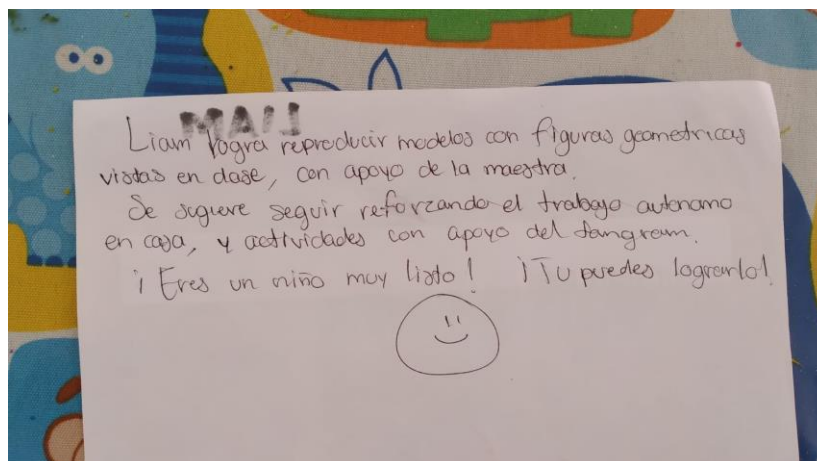 MAIL
Liam logra reproducir modelos con figuras geometricas
vistas en clase, con apoyo de la maestra.
Se sugiere seguir reforzando el trabajo autonomo
en casa, y actividades con apoyo del tangram.
¡Eres un niño muy listo! ¡Tu puedes lograrlo!